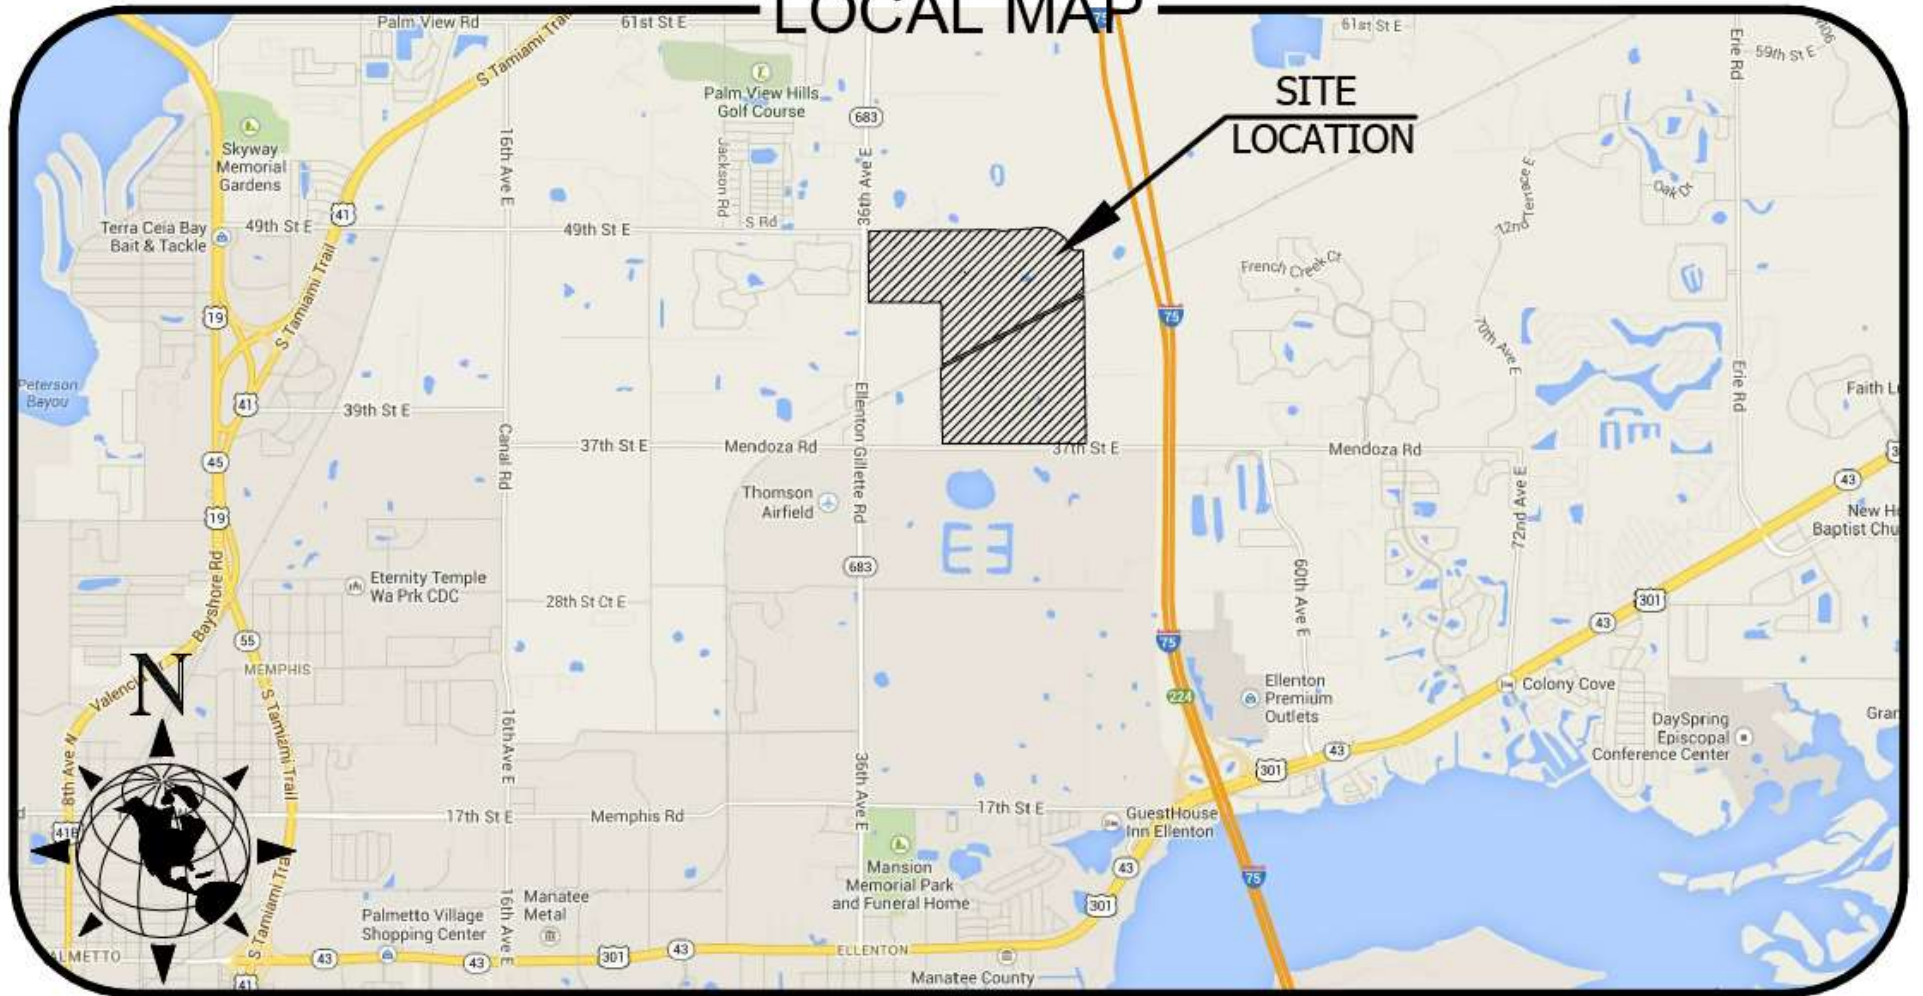 LOCAL MAP
Palm View Rd
61st St E
75
61st St E
Erie Rd
59th St E
S Tamiami Trail
Palm View Hills
Golf Course
683
SITE
LOCATION
Skyway
Memorial
Gardens
16th Ave E
Jackson Rd
36th Ave E
72nd Terrace E
Oak Dr
Terra Ceia Bay
Bait & Tackle
49th St E
41
49th St E
S Rd
French Creek Ct
19
S Tamiami Trail
75
70th Ave E
Peterson
Bayou
41
39th St E
Ellenton Gillette Rd
Erie Rd
Faith L
45
Canal Rd
37th St E
Mendoza Rd
37th St E
Mendoza Rd
43
19
Thomson
Airfield
72nd Ave E
New H
Baptist Chu
Bayshore Rd
Eternity Temple
Wa Prk CDC
683
28th St Ct E
60th Ave E
301
43
55
MEMPHIS
75
N
Valencia
224
Ellenton
Premium
Outlets
Colony Cove
DaySpring
Episcopal
Conference Center
Gran
S Tamiami Trail
16th Ave E
8th Ave N
36th Ave E
43
301
17th St E
Memphis Rd
17th St E
GuestHouse
Inn Ellenton
41B
43
75
Mansion
Memorial Park
and Funeral Home
Manatee
Metal
301
Palmetto Village
Shopping Center
16th Ave E
S Tamiami Trail
ALMETTO
43
43
301
43
ELLENTON
Manatee County
41